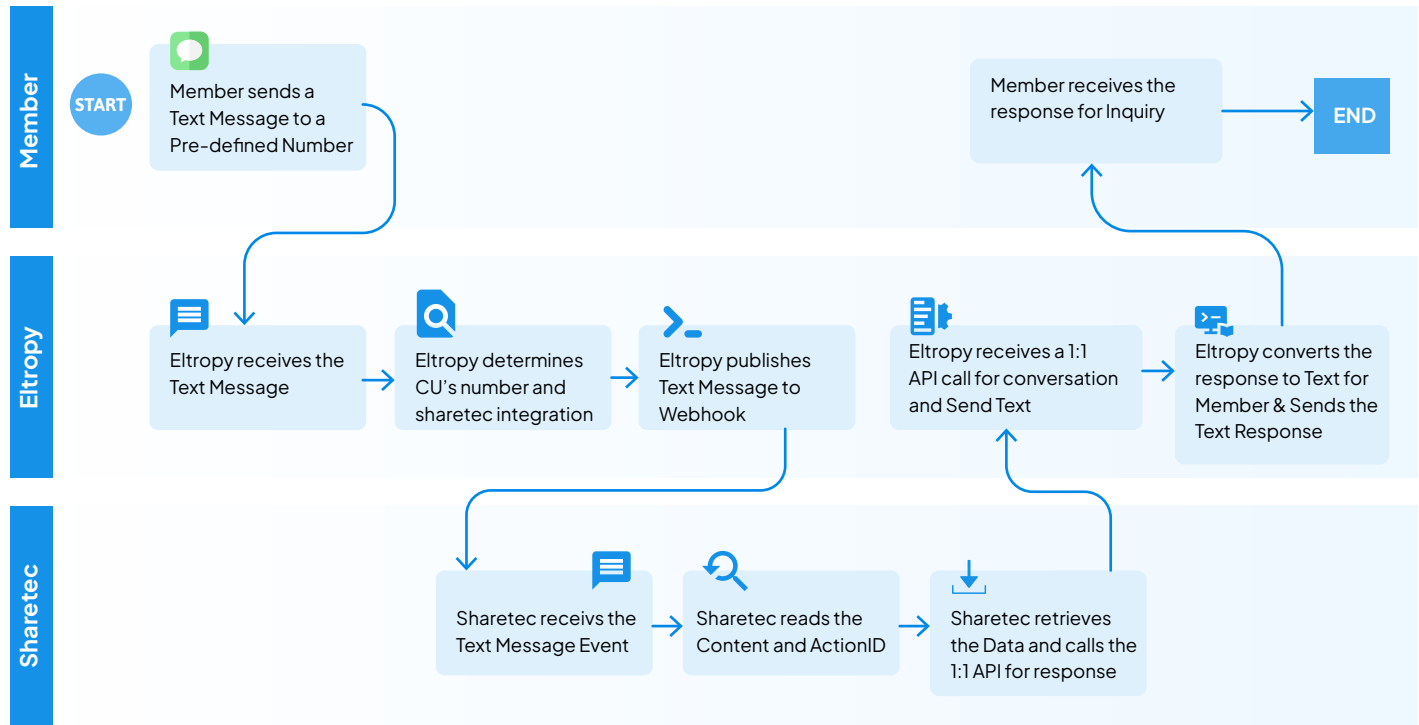 Member
START
Member sends a
Text Message to a
Pre-defined Number
Member receives the
response for Inquiry
END
Eltropy
Eltropy receives the
Text Message
Eltropy determines
CU's number and
sharetec integration
Eltropy publishes
Text Message to
Webhook
Eltropy receives a 1:1
API call for conversation
and Send Text
Eltropy converts the
response to Text for
Member & Sends the
Text Response
Sharetec
Sharetec receivs the
Text Message Event
Sharetec reads the
Content and ActionID
Sharetec retrieves
the Data and calls the
1:1 API for response